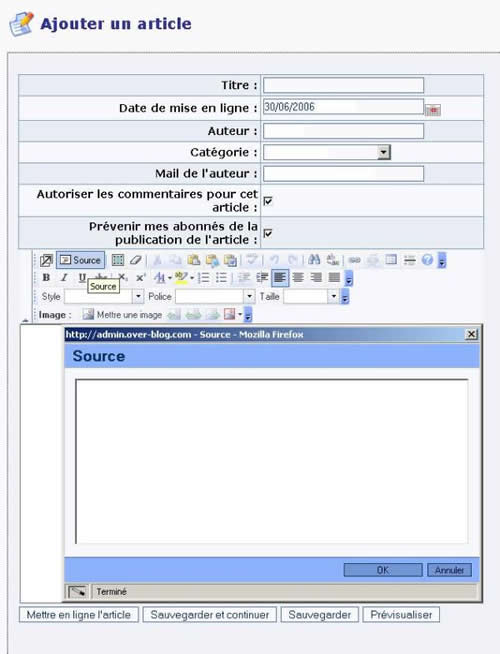 Ajouter un article
Titre :
Date de mise en ligne : 30/06/2006
Auteur :
Catégorie :
Mail de l'auteur :
Autoriser les commentaires pour cet
article :
Prévenir mes abonnés de la
publication de l'article :
Source
B I U abc X₂ x²
Source
Style Police Taille
Image : Mettre une image
http://admin.over-blog.com - Source - Mozilla Firefox
Source
OK Annuler
Terminé
Mettre en ligne l'article Sauvegarder et continuer Sauvegarder Prévisualiser